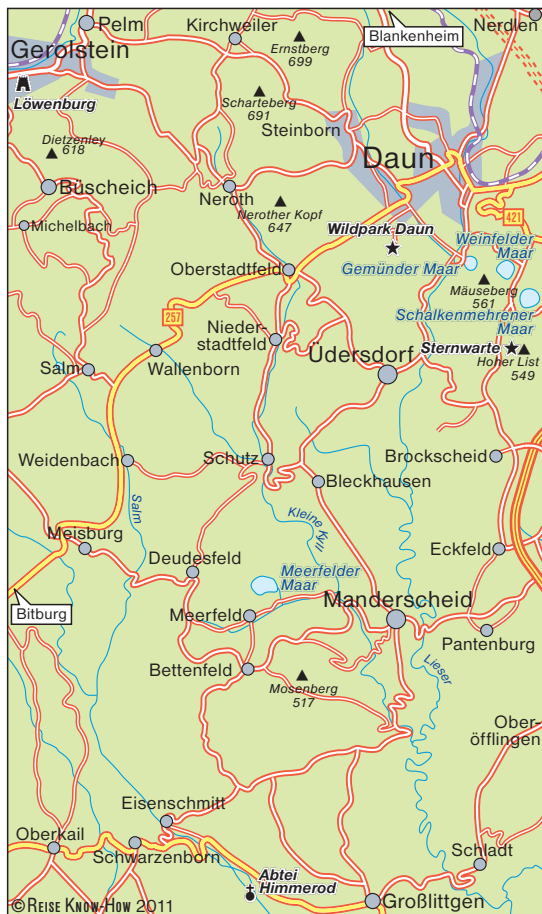 Pelm
Kirchweiler
Nerdlen
Blankenheim
Gerolstein
Ernstberg
699
Löwenburg
Scharteberg
691
Steinborn
Dietzenley
618
Daun
Büscheich
Neroth
Nerother Kopf
647
Michelbach
421
Wildpark Daun
Weinfelder
Maar
Oberstadtfeld
Gemünder Maar
Mäuseberg
561
Schalkenmehrener
Maar
257
Nieder-
stadtfeld
Üdersdorf
Sternwarte
Hoher List
549
Salm
Wallenborn
Weidenbach
Schutz
Brockscheid
Bleckhausen
Salm
Kleine Kyll
Meisburg
Eckfeld
Deudesfeld
Meerfelder
Maar
Bitburg
Meerfeld
Manderscheid
Pantenburg
Bettenfeld
Mosenberg
517
Lieser
Ober-
öfflingen
Eisenschmitt
Oberkail
Schwarzenborn
Schladt
Abtei
Himmerod
Großlittgen
©REISE KNOW-HOW 2011